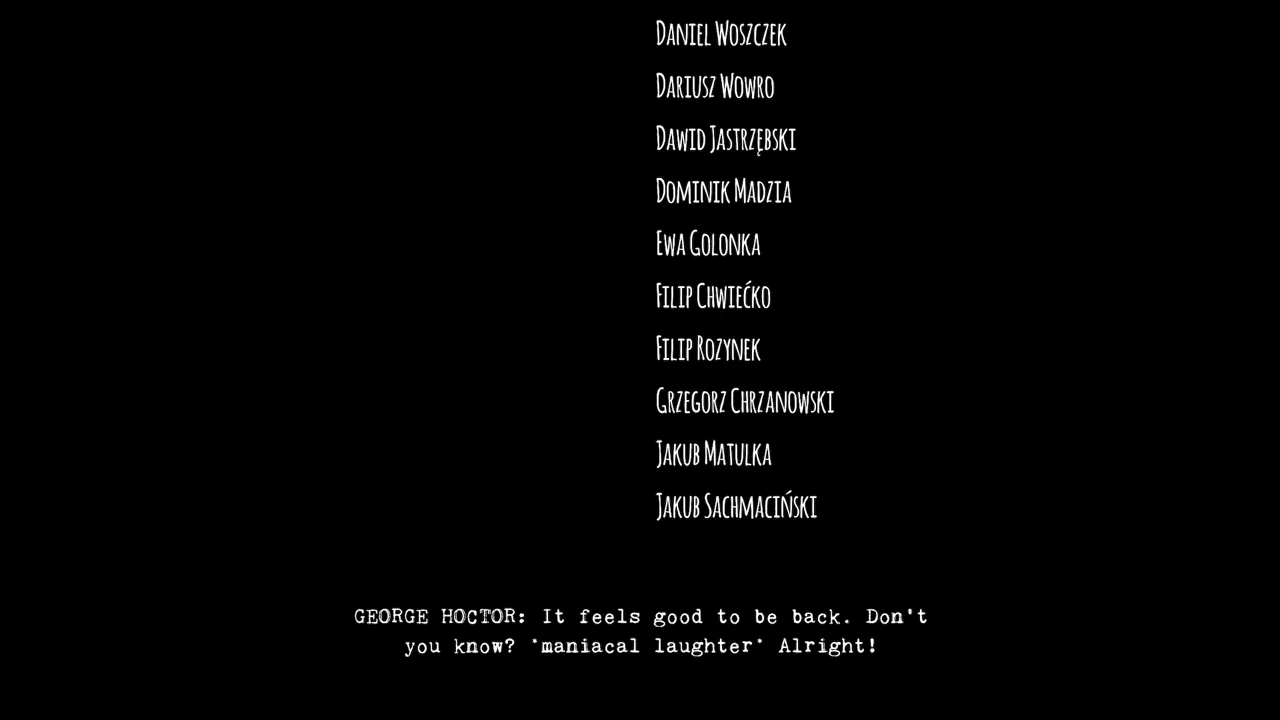 DANIEL WOSZCZEK
DARIUSZ WOWRO
DAWID JASTRZĘBSKI
DOMINIK MADZIA
EWA GOLONKA
FILIP CHWIEĆKO
FILIP ROZYNEK
GRZEGORZ CHRZANOWSKI
JAKUB MATULKA
JAKUB SACHMACIŃSKI
GEORGE HOCTOR: It feels good to be back. Don't
you know? *maniacal laughter* Alright!